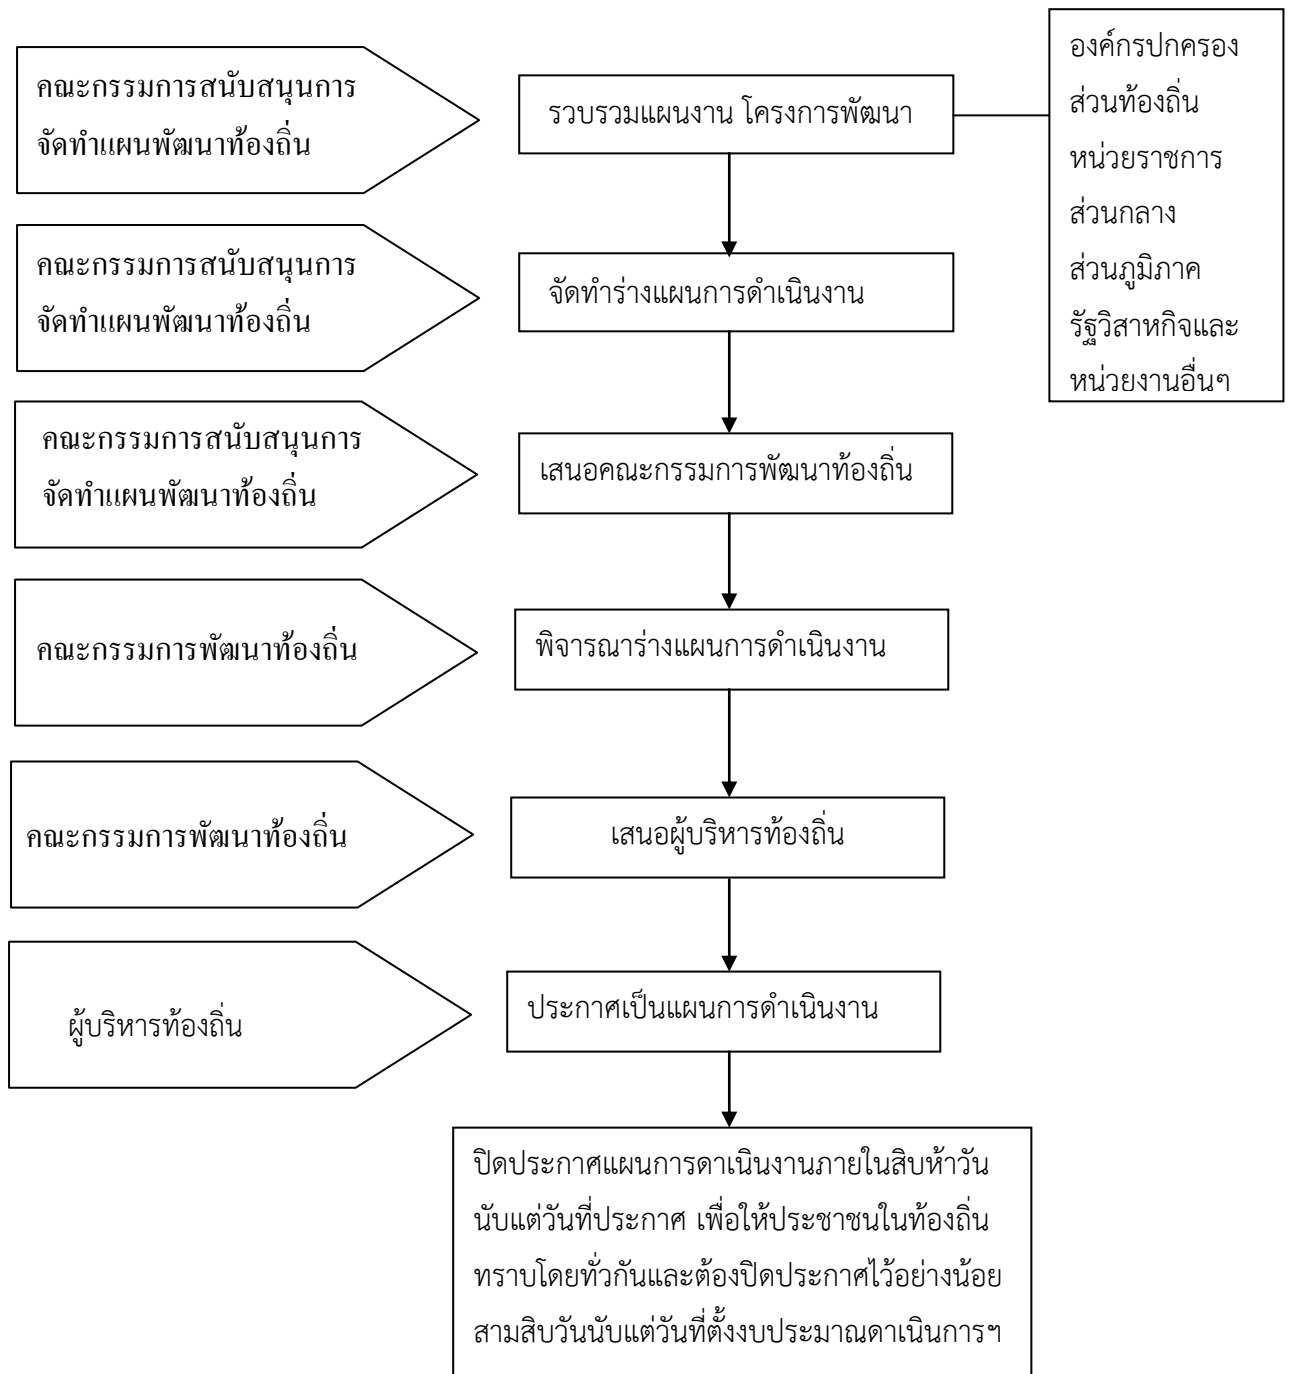 คณะกรรมการสนับสนุนการ
จัดทำแผนพัฒนาท้องถิ่น
รวบรวมแผนงาน โครงการพัฒนา
องค์กรปกครอง
ส่วนท้องถิ่น
หน่วยราชการ
ส่วนกลาง
ส่วนภูมิภาค
รัฐวิสาหกิจและ
หน่วยงานอื่นๆ
คณะกรรมการสนับสนุนการ
จัดทำแผนพัฒนาท้องถิ่น
จัดทำร่างแผนการดำเนินงาน
คณะกรรมการสนับสนุนการ
จัดทำแผนพัฒนาท้องถิ่น
เสนอคณะกรรมการพัฒนาท้องถิ่น
คณะกรรมการพัฒนาท้องถิ่น
พิจารณาร่างแผนการดำเนินงาน
คณะกรรมการพัฒนาท้องถิ่น
เสนอผู้บริหารท้องถิ่น
ผู้บริหารท้องถิ่น
ประกาศเป็นแผนการดำเนินงาน
ปิดประกาศแผนการดาเนินงานภายในสิบห้าวัน
นับแต่วันที่ประกาศ เพื่อให้ประชาชนในท้องถิ่น
ทราบโดยทั่วกันและต้องปิดประกาศไว้อย่างน้อย
สามสิบวันนับแต่วันที่ตั้งงบประมาณดาเนินการฯ